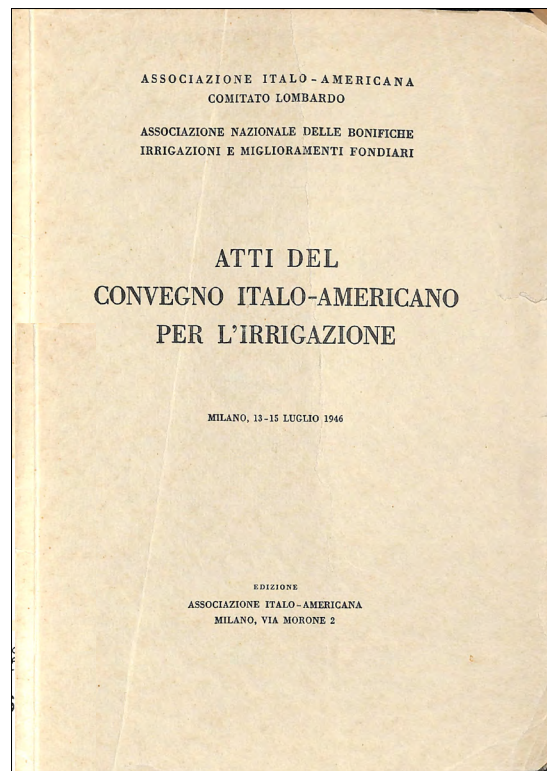 ASSOCIAZIONE ITALO-AMERICANA
COMITATO LOMBARDO
ASSOCIAZIONE NAZIONALE DELLE BONIFICHE
IRRIGAZIONI E MIGLIORAMENTI FONDIARI
ATTI DEL
CONVEGNO ITALO-AMERICANO
PER L'IRRIGAZIONE
MILANO, 13-15 LUGLIO 1946
EDIZIONE
ASSOCIAZIONE ITALO-AMERICANA
MILANO, VIA MORONE 2